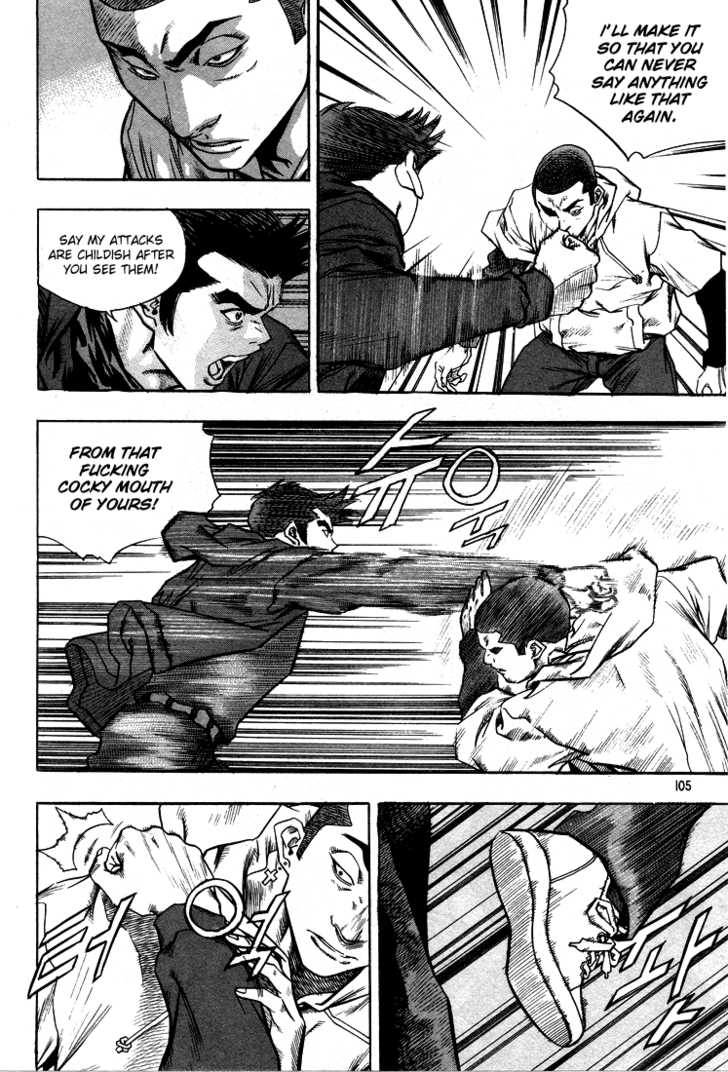 I'LL MAKE IT
SO THAT YOU
CAN NEVER
SAY ANYTHING
LIKE THAT
AGAIN.
SAY MY ATTACKS
ARE CHILDISH AFTER
YOU SEE THEM!
FROM THAT
FUCKING
COCKY MOUTH
OF YOURS!
105